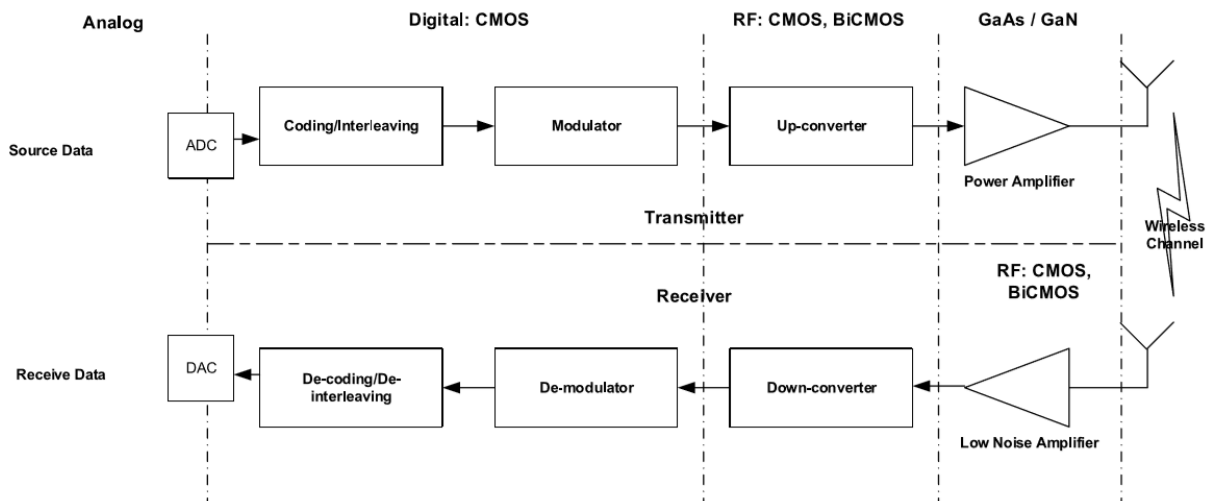 Analog
Digital: CMOS
RF: CMOS, BiCMOS
GaAs / GaN
Source Data
ADC
Coding/Interleaving
Modulator
Up-converter
Power Amplifier
Transmitter
Wireless
Channel
Receiver
RF: CMOS,
BiCMOS
Receive Data
DAC
De-coding/De-
interleaving
De-modulator
Down-converter
Low Noise Amplifier